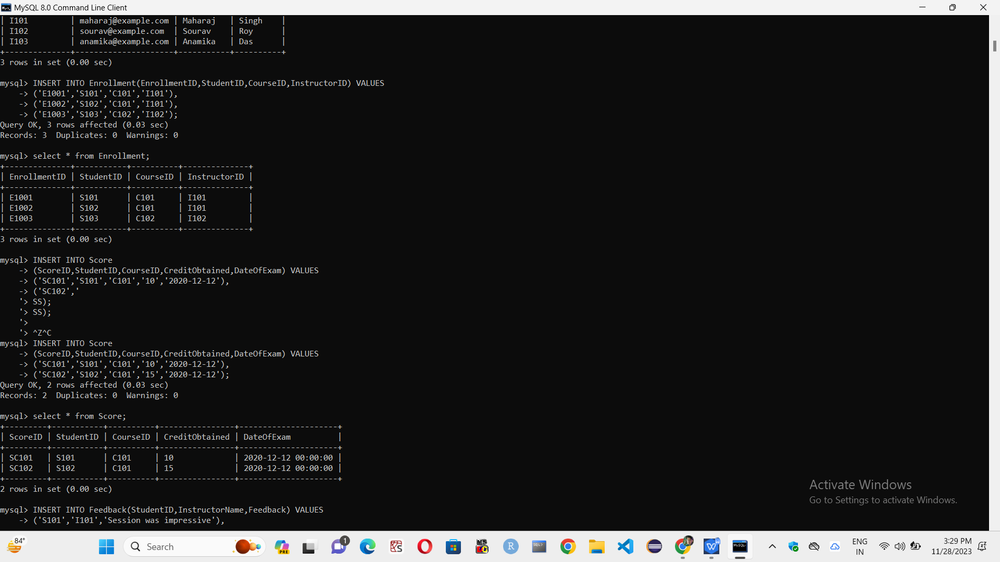 MySQL 8.0 Command Line Client
| I101         | maharaj@example.com | Maharaj   | Singh    |
| I102         | sourav@example.com  | Sourav    | Roy      |
| I103         | anamika@example.com | Anamika   | Das      |
+--------------+---------------------+-----------+----------+
3 rows in set (0.00 sec)
mysql> INSERT INTO Enrollment(EnrollmentID,StudentID,CourseID,InstructorID) VALUES
    -> ('E1001','S101','C101','I101'),
    -> ('E1002','S102','C101','I101'),
    -> ('E1003','S103','C102','I102');
Query OK, 3 rows affected (0.03 sec)
Records: 3  Duplicates: 0  Warnings: 0
mysql> select * from Enrollment;
+--------------+-----------+----------+--------------+
| EnrollmentID | StudentID | CourseID | InstructorID |
+--------------+-----------+----------+--------------+
| E1001        | S101      | C101     | I101         |
| E1002        | S102      | C101     | I101         |
| E1003        | S103      | C102     | I102         |
+--------------+-----------+----------+--------------+
3 rows in set (0.00 sec)
mysql> INSERT INTO Score
    -> (ScoreID,StudentID,CourseID,CreditObtained,DateOfExam) VALUES
    -> ('SC101','S101','C101','10','2020-12-12'),
    -> ('SC102','
    '> SS);
    '> SS);
    '>
    '> ^Z^C
mysql> INSERT INTO Score
    -> (ScoreID,StudentID,CourseID,CreditObtained,DateOfExam) VALUES
    -> ('SC101','S101','C101','10','2020-12-12'),
    -> ('SC102','S102','C101','15','2020-12-12');
Query OK, 2 rows affected (0.03 sec)
Records: 2  Duplicates: 0  Warnings: 0
mysql> select * from Score;
+---------+-----------+----------+----------------+---------------------+
| ScoreID | StudentID | CourseID | CreditObtained | DateOfExam          |
+---------+-----------+----------+----------------+---------------------+
| SC101   | S101      | C101     | 10             | 2020-12-12 00:00:00 |
| SC102   | S102      | C101     | 15             | 2020-12-12 00:00:00 |
+---------+-----------+----------+----------------+---------------------+
2 rows in set (0.00 sec)
mysql> INSERT INTO Feedback(StudentID,InstructorName,Feedback) VALUES
    -> ('S101','I101','Session was impressive'),
Activate Windows
Go to Settings to activate Windows.
84°
Search
PRE
1
MS
R
SQL>
W
MySQL
ENG
IN
3:29 PM
11/28/2023